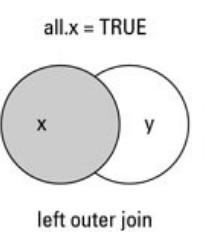 all.x = TRUE
x y
left outer join